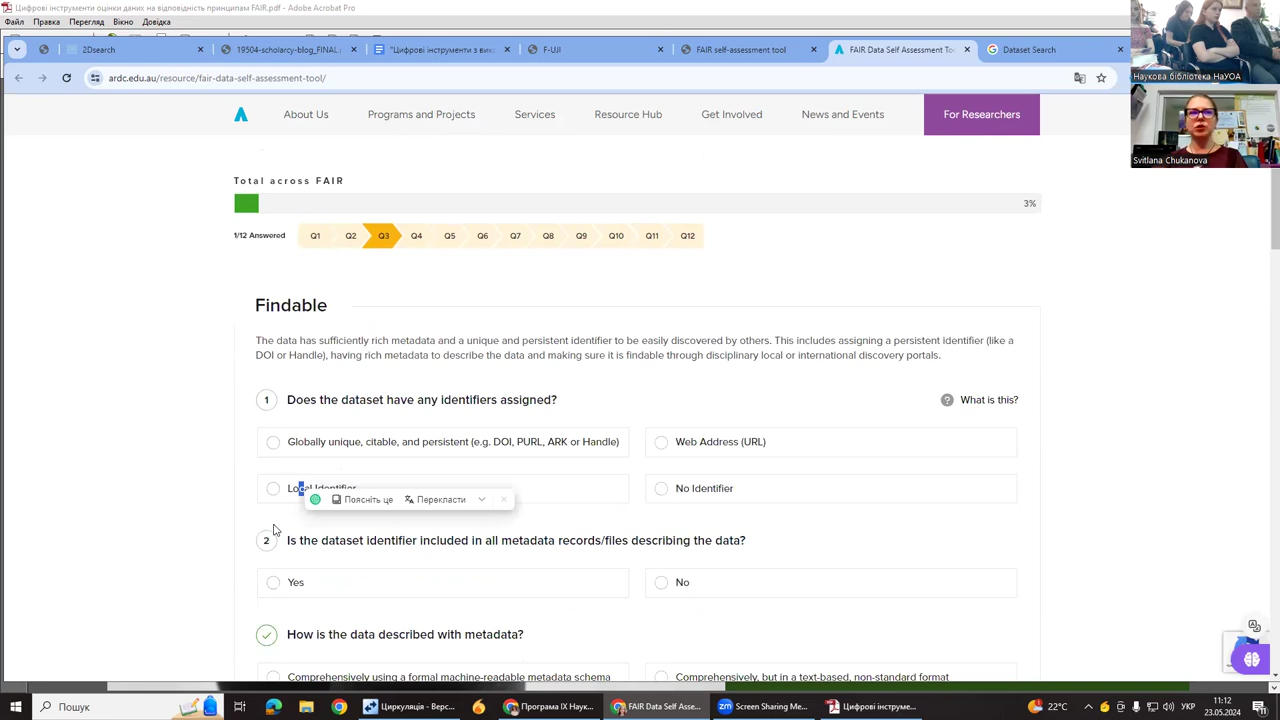 Цифрові інструменти оцінки даних на відповідність принципам FAIR.pdf - Adobe Acrobat Pro
Файл Правка Перегляд Вікно Довідка
2Dsearch
19504-scholarcy-blog_FINAL.
"Цифрові інструменти з вик
F-UJI
FAIR self-assessment tool
FAIR Data Self Assessment Too
Dataset Search
ardc.edu.au/resource/fair-data-self-assessment-tool/
Наукова бібліотека НаУОА
Svitlana Chukanova
About Us
Programs and Projects
Services
Resource Hub
Get Involved
News and Events
For Researchers
Total across FAIR
3%
1/12 Answered
Q1 Q2 Q3 Q4 Q5 Q6 Q7 Q8 Q9 Q10 Q11 Q12
Findable
The data has sufficiently rich metadata and a unique and persistent identifier to be easily discovered by others. This includes assigning a persistent identifier (like a
DOI or Handle), having rich metadata to describe the data and making sure it is findable through disciplinary local or international discovery portals.
1 Does the dataset have any identifiers assigned?
? What is this?
Globally unique, citable, and persistent (e.g. DOI, PURL, ARK or Handle)
Web Address (URL)
Local Identifier
No Identifier
Поясніть це Перекласти
2 Is the dataset identifier included in all metadata records/files describing the data?
Yes
No
How is the data described with metadata?
Comprehensively using a formal machine-readable metadata schema
Comprehensively, but in a text-based, non-standard format
Пошук
Циркуляція - Верс...
Програма IX Наук...
FAIR Data Self Asse...
Screen Sharing Me...
Цифрові інструме...
22°C
УКР
11:12
23.05.2024